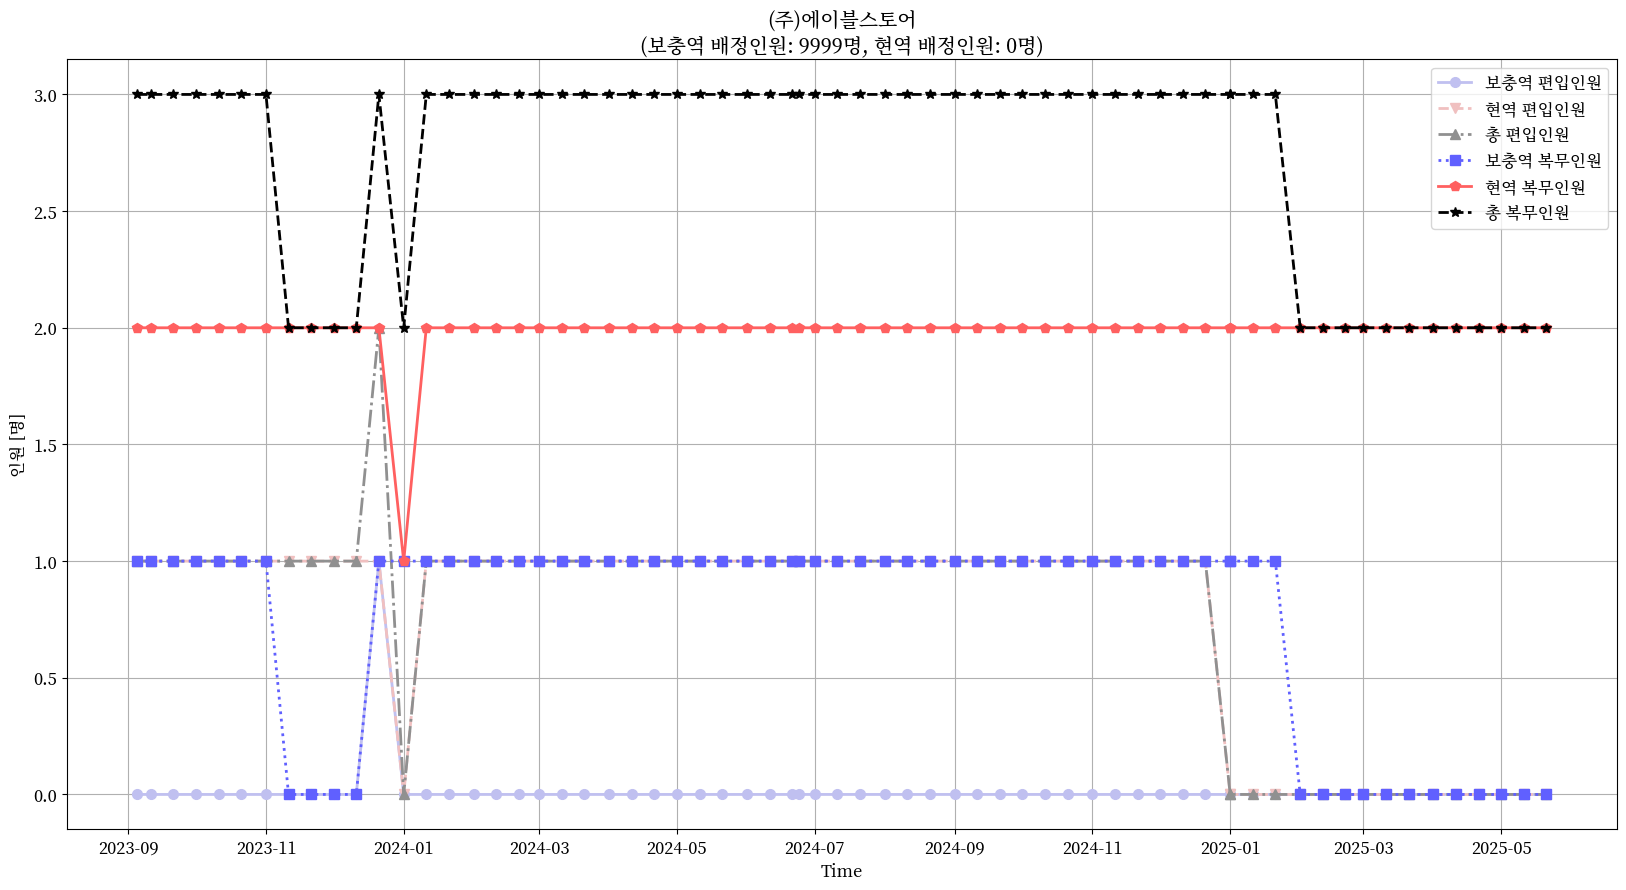 (주)에이블스토어
(보충역 배정인원: 9999명, 현역 배정인원: 0명)
보충역 편입인원
현역 편입인원
총 편입인원
보충역 복무인원
현역 복무인원
총 복무인원
3.0
2.5
2.0
1.5
1.0
0.5
0.0
인원 [명]
2023-09
2023-11
2024-01
2024-03
2024-05
2024-07
2024-09
2024-11
2025-01
2025-03
2025-05
Time